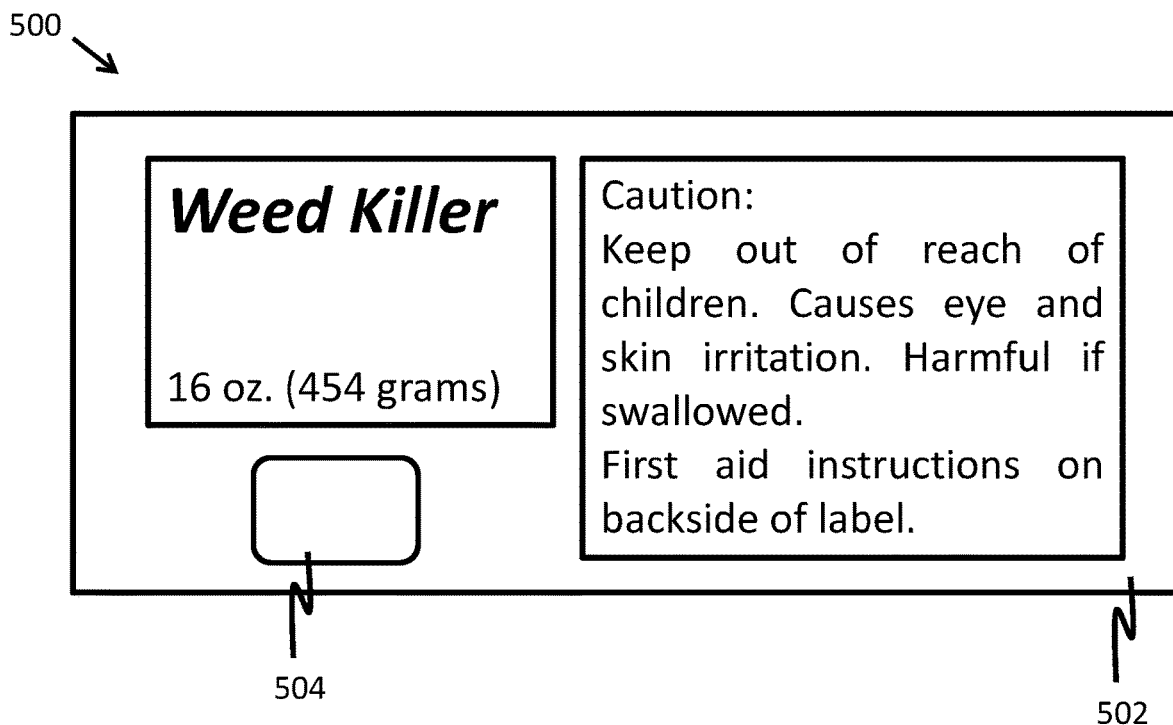 500
Weed Killer
16 oz. (454 grams)
Caution:
Keep out of reach of
children. Causes eye and
skin irritation. Harmful if
swallowed.
First aid instructions on
backside of label.
504
502